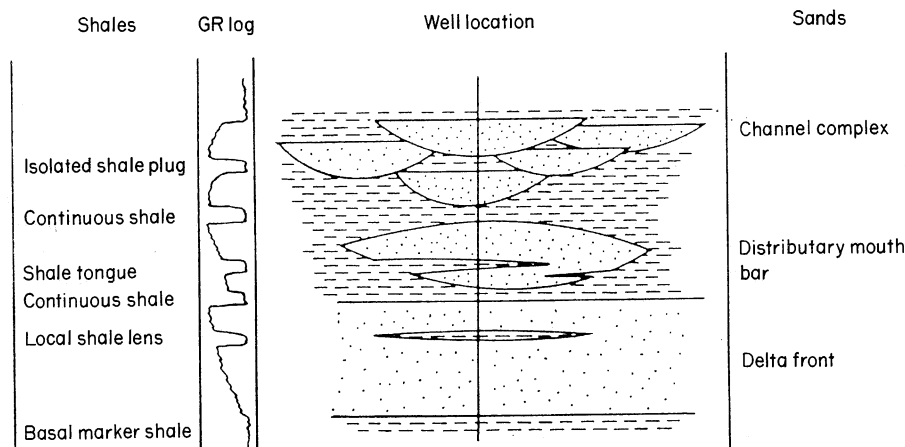 Shales
GR log
Well location
Sands
Isolated shale plug
Continuous shale
Shale tongue
Continuous shale
Local shale lens
Basal marker shale
Channel complex
Distributary mouth
bar
Delta front